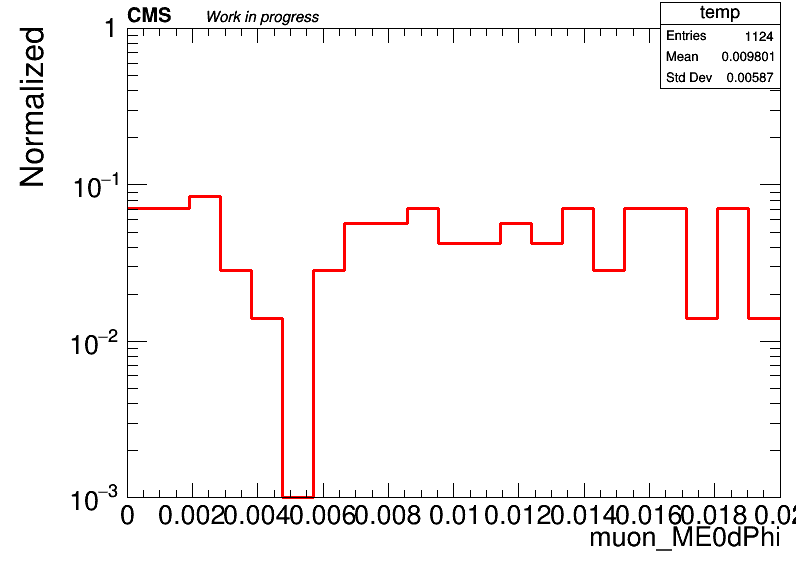 CMS Work in progress
temp
Entries 1124
Mean 0.009801
Std Dev 0.00587
Normalized
1
10−1
10−2
10−3
0 0.002 0.004 0.006 0.008 0.01 0.012 0.014 0.016 0.018 0.02
muon_ME0dPhi